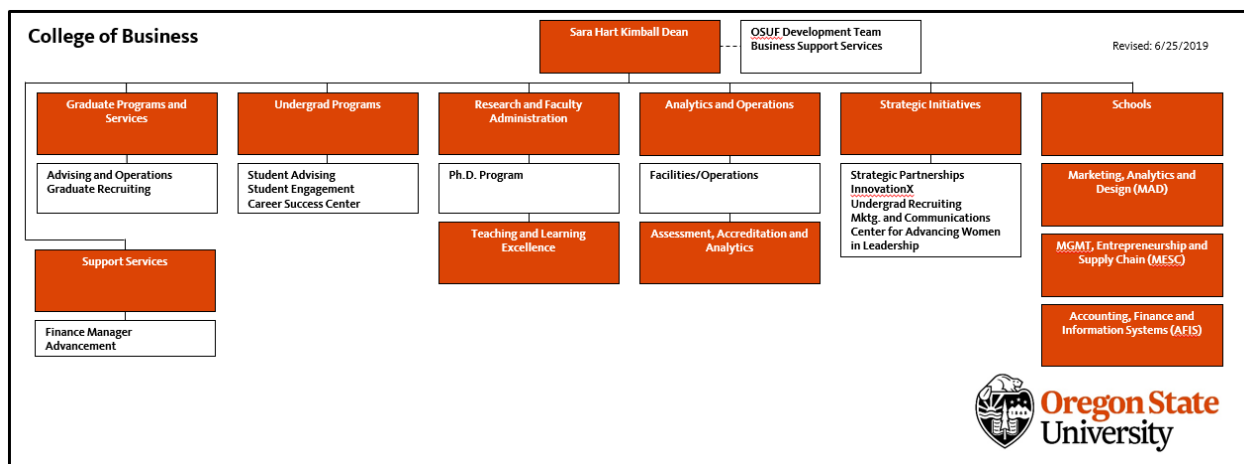 College of Business
Sara Hart Kimball Dean
OSUF Development Team
Business Support Services
Revised: 6/25/2019
Graduate Programs and
Services
Advising and Operations
Graduate Recruiting
Undergrad Programs
Student Advising
Student Engagement
Career Success Center
Research and Faculty
Administration
Ph.D. Program
Teaching and Learning
Excellence
Analytics and Operations
Facilities/Operations
Assessment, Accreditation and
Analytics
Strategic Initiatives
Strategic Partnerships
InnovationX
Undergrad Recruiting
Mktg. and Communications
Center for Advancing Women
in Leadership
Schools
Marketing, Analytics and
Design (MAD)
MGMT, Entrepreneurship and
Supply Chain (MESC)
Accounting, Finance and
Information Systems (AFIS)
Support Services
Finance Manager
Advancement
Oregon State
University